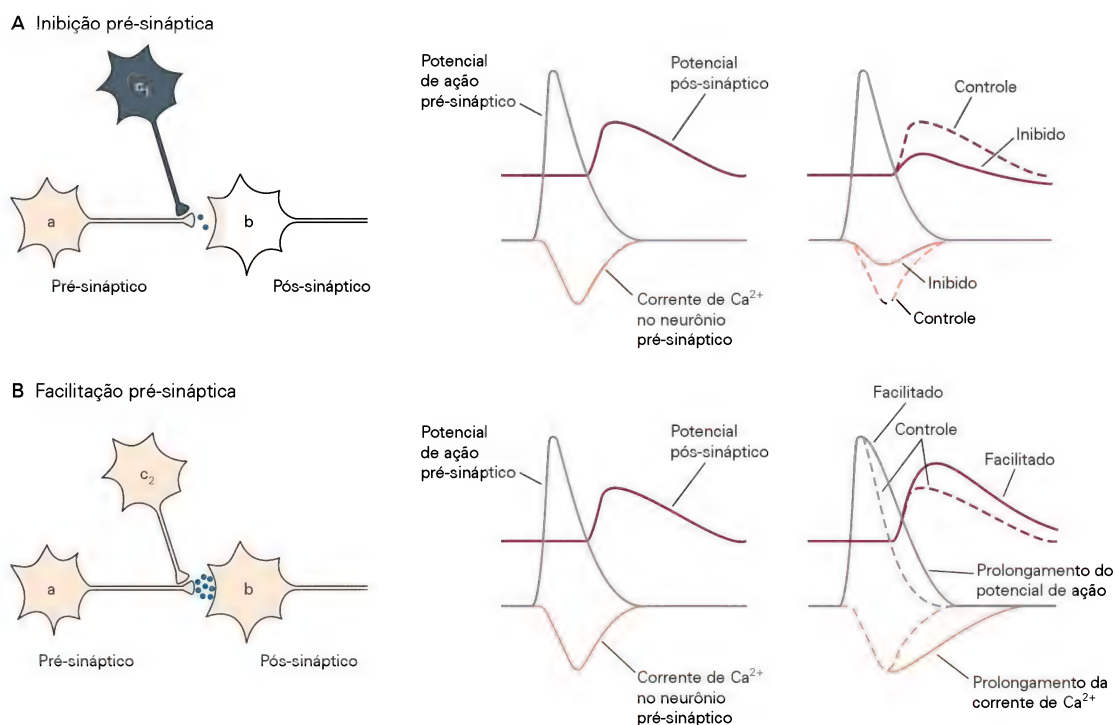 A Inibição pré-sináptica
c1
a
b
Pré-sináptico
Pós-sináptico
Potencial
de ação
pré-sináptico
Potencial
pós-sináptico
Corrente de Ca2+
no neurônio
pré-sináptico
Controle
Inibido
Inibido
Controle
B Facilitação pré-sináptica
c2
a
b
Pré-sináptico
Pós-sináptico
Potencial
de ação
pré-sináptico
Potencial
pós-sináptico
Corrente de Ca2+
no neurônio
pré-sináptico
Facilitado
Controle
Facilitado
Prolongamento do
potencial de ação
Prolongamento da
corrente de Ca2+